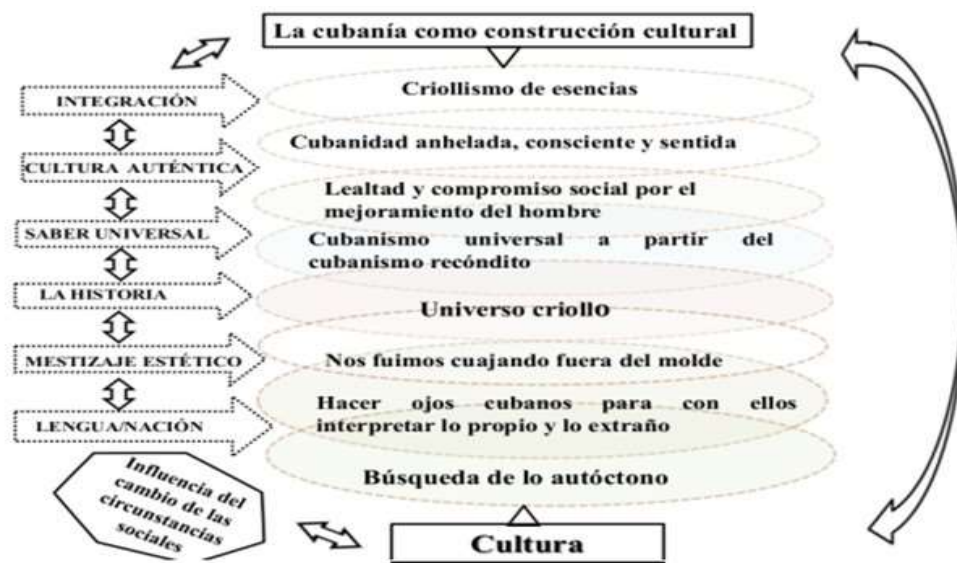 La cubanía como construcción cultural
INTEGRACIÓN
Criollismo de esencias
CULTURA AUTÉNTICA
Cubanidad anhelada, consciente y sentida
Lealtad y compromiso social por el
mejoramiento del hombre
SABER UNIVERSAL
Cubanismo universal a partir del
cubanismo recóndito
LA HISTORIA
Universo criollo
MESTIZAJE ESTÉTICO
Nos fuimos cuajando fuera del molde
LENGUA/NACIÓN
Hacer ojos cubanos para con ellos
interpretar lo propio y lo extraño
Búsqueda de lo autóctono
Influencia del
cambio de las
circunstancias
sociales
Cultura